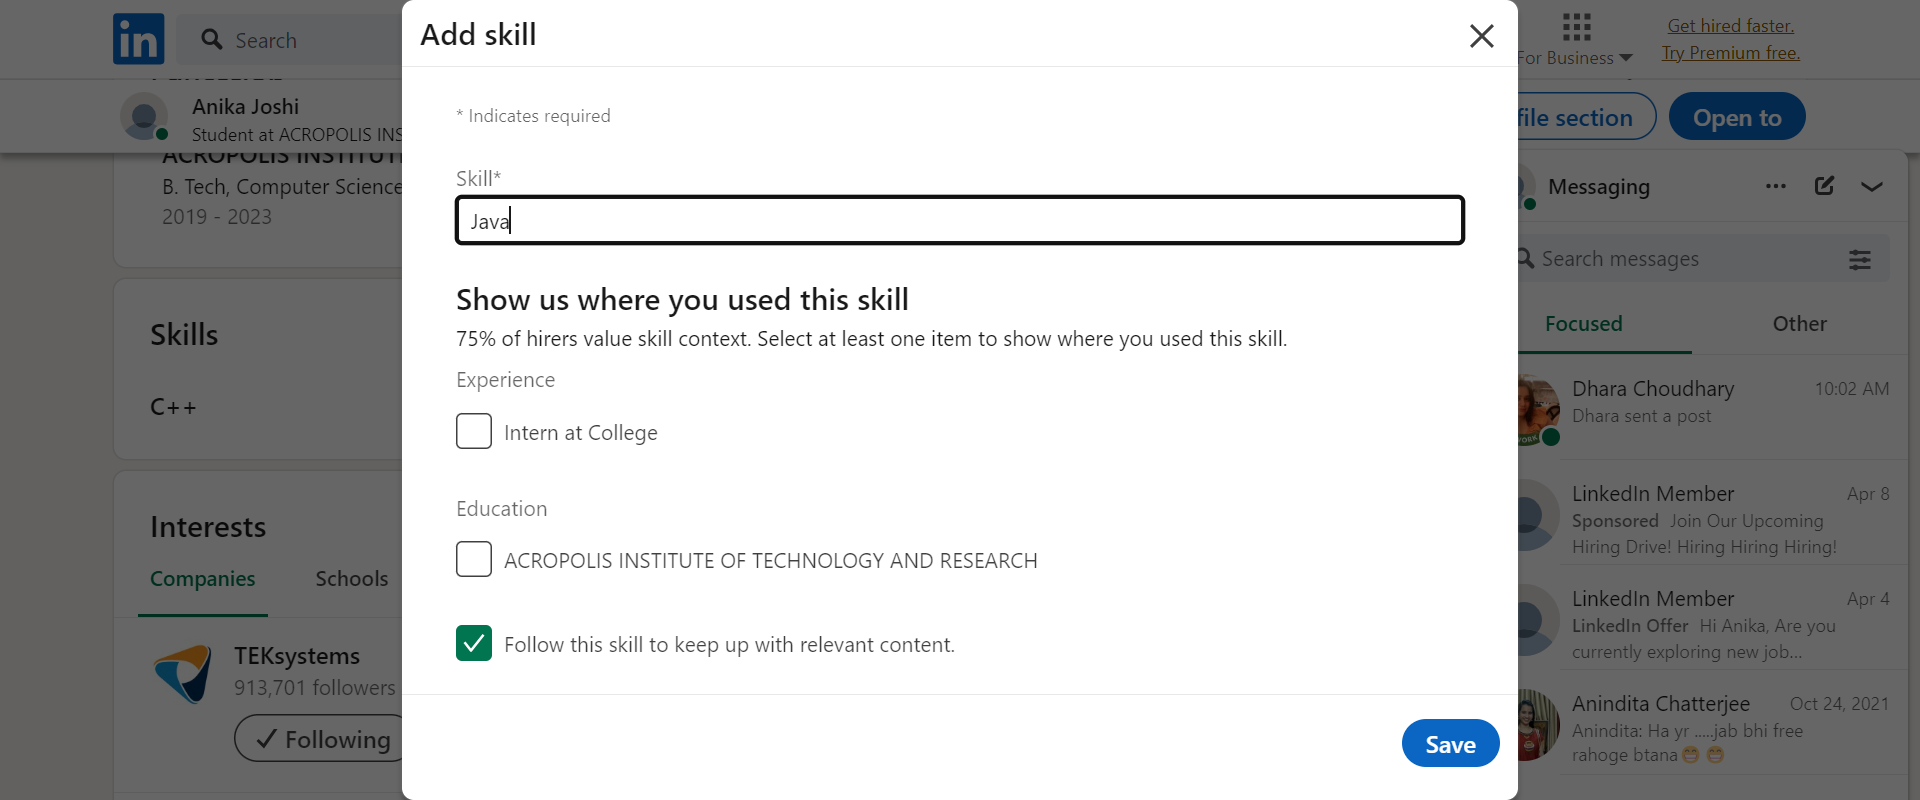 in
Search
For Business
Get hired faster.
Try Premium free.
Anika Joshi
Student at ACROPOLIS INS
file section
Open to
ACROPOLIS INSTITUTI
B. Tech, Computer Science
2019 - 2023
Skills
C++
Interests
Companies
Schools
TEKsystems
913,701 followers
Following
Add skill
* Indicates required
Skill*
Java
Show us where you used this skill
75% of hirers value skill context. Select at least one item to show where you used this skill.
Experience
Intern at College
Education
ACROPOLIS INSTITUTE OF TECHNOLOGY AND RESEARCH
Follow this skill to keep up with relevant content.
Save
Messaging
Search messages
Focused
Other
Dhara Choudhary 10:02 AM
Dhara sent a post
LinkedIn Member Apr 8
Sponsored Join Our Upcoming
Hiring Drive! Hiring Hiring Hiring!
LinkedIn Member Apr 4
LinkedIn Offer Hi Anika, Are you
currently exploring new job...
Anindita Chatterjee Oct 24, 2021
Anindita: Ha yr .....jab bhi free
rahoge btana😁 😁